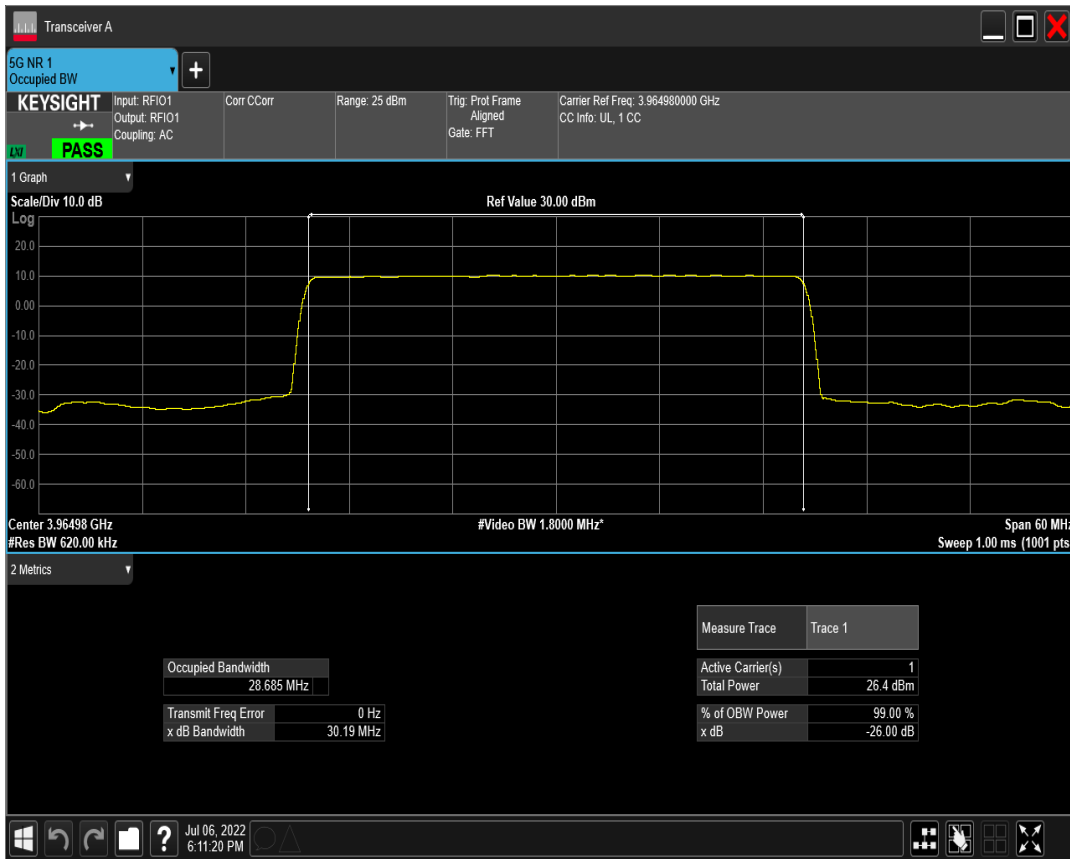 Transceiver A
5G NR 1
Occupied BW
KEYSIGHT
LXI
PASS
Input: RFIO1
Output: RFIO1
Coupling: AC
Corr CCorr
Range: 25 dBm
Trig: Prot Frame
Aligned
Gate: FFT
Carrier Ref Freq: 3.964980000 GHz
CC Info: UL, 1 CC
1 Graph
Scale/Div 10.0 dB
Ref Value 30.00 dBm
Log
20.0
10.0
0.00
-10.0
-20.0
-30.0
-40.0
-50.0
-60.0
Center 3.96498 GHz
#Video BW 1.8000 MHz*
Span 60 MHz
#Res BW 620.00 kHz
Sweep 1.00 ms (1001 pts
2 Metrics
Measure Trace Trace 1
Occupied Bandwidth
28.685 MHz
Active Carrier(s) 1
Total Power 26.4 dBm
Transmit Freq Error 0 Hz
x dB Bandwidth 30.19 MHz
% of OBW Power 99.00 %
x dB -26.00 dB
?
Jul 06, 2022
6:11:20 PM